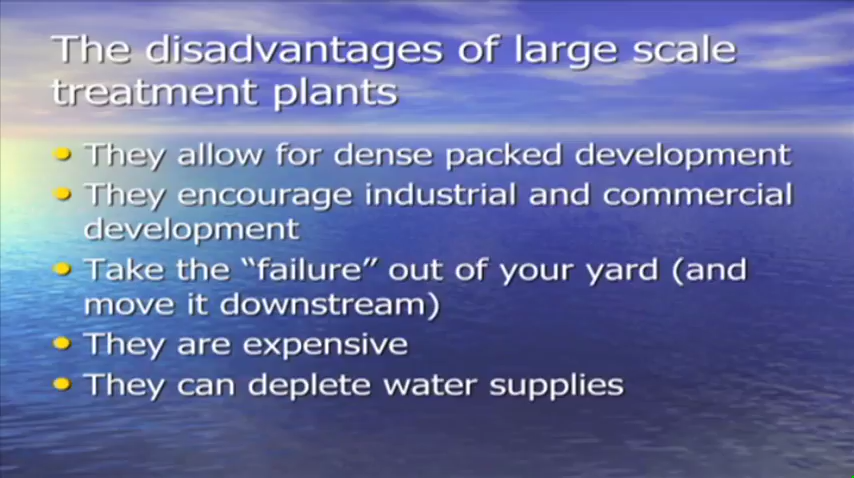 The disadvantages of large scale
treatment plants
They allow for dense packed development
They encourage industrial and commercial
development
Take the “failure” out of your yard (and
move it downstream)
They are expensive
They can deplete water supplies